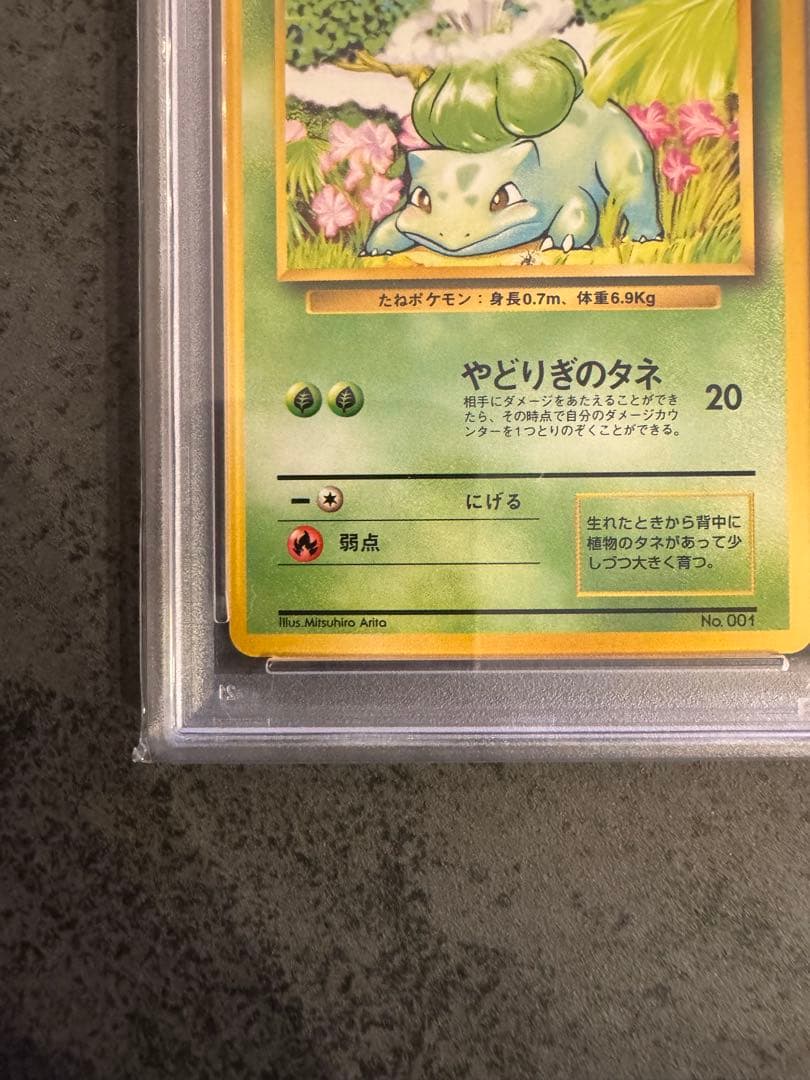 たねポケモン：身長0.7m、体重6.9Kg
やどりぎのタネ
20
相手にダメージをあたえることができ
たら、その時点で自分のダメージカウ
ンターを1つとりのぞくことができる。
にげる
弱点
生れたときから背中に
植物のタネがあって少
しづつ大きく育つ。
Illus.Mitsuhiro Arita
No. 001